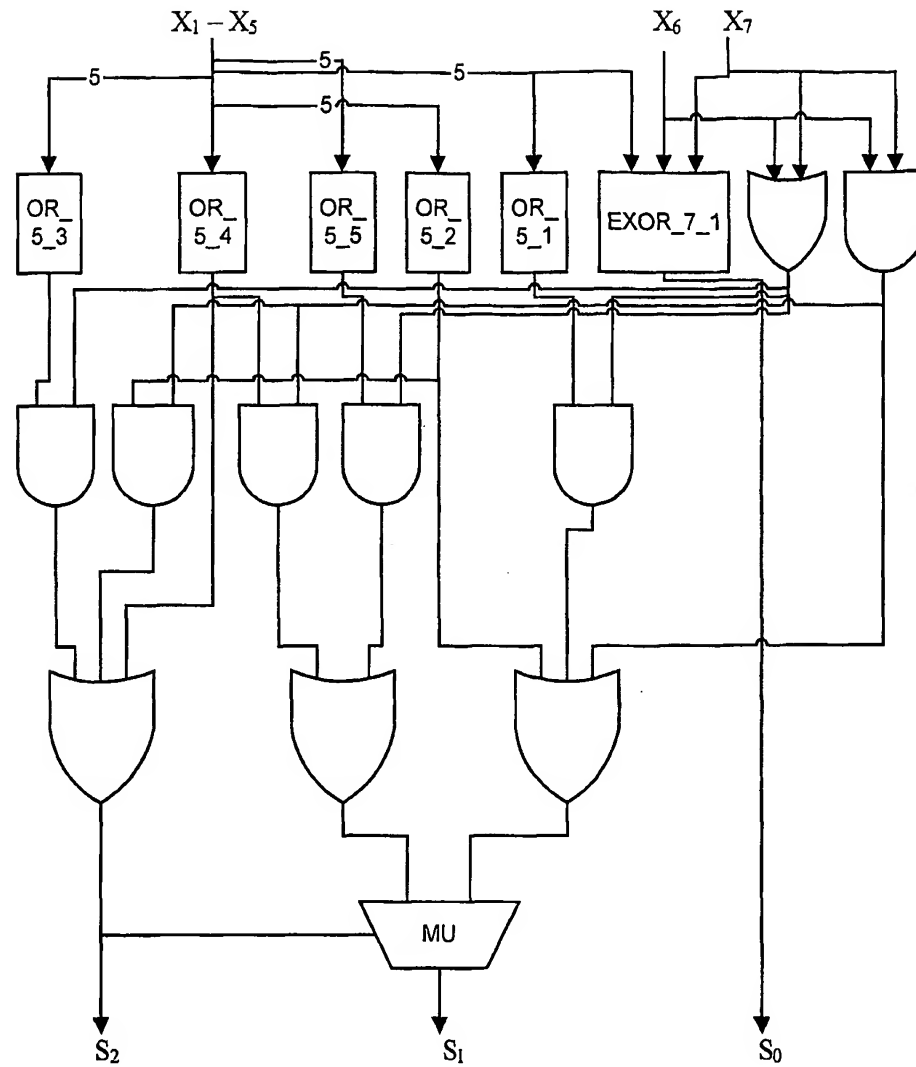 X₁ – X₅
X₆
X₇
5
5
5
5
OR_
5_3
OR_
5_4
OR_
5_5
OR_
5_2
OR_
5_1
EXOR_7_1
MU
S₂
S₁
S₀